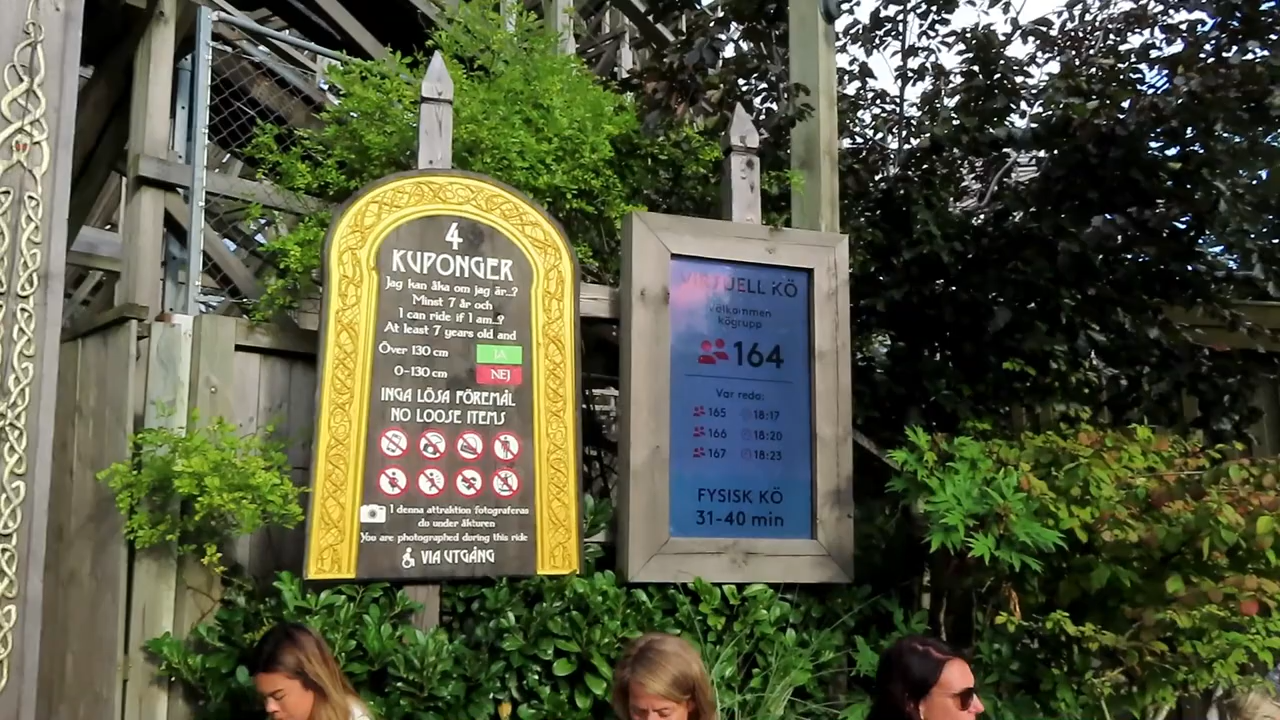 4
KUPONGER
Jag kan åka om jag är...?
Minst 7 år och
I can ride if I am...?
At least 7 years old and
Över 130 cm JA
0-130 cm NEJ
INGA LÖSA FÖREMÅL
NO LOOSE ITEMS
I denna attraktion fotograferas
du under åkturen
You are photographed during this ride
VIA UTGÅNG
VIRTUELL KÖ
Välkommen
kögrupp
164
Var redo:
165 18:17
166 18:20
167 18:23
FYSISK KÖ
31-40 min